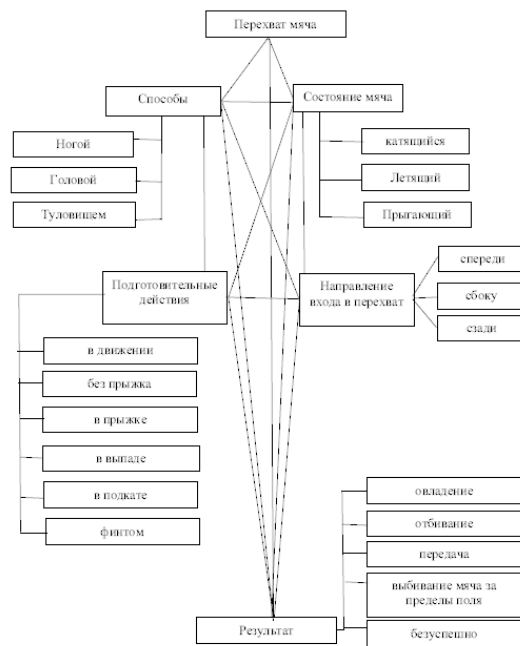 Перехват мяча
Способы
Состояние мяча
Ногой
Головой
Туловищем
катящийся
Летящий
Прыгающий
Подготовительные
действия
Направление
входа в перехват
спереди
сбоку
сзади
в движении
без прыжка
в прыжке
в выпаде
в подкате
финтом
овладение
отбивание
передача
выбивание мяча за
пределы поля
безуспешно
Результат